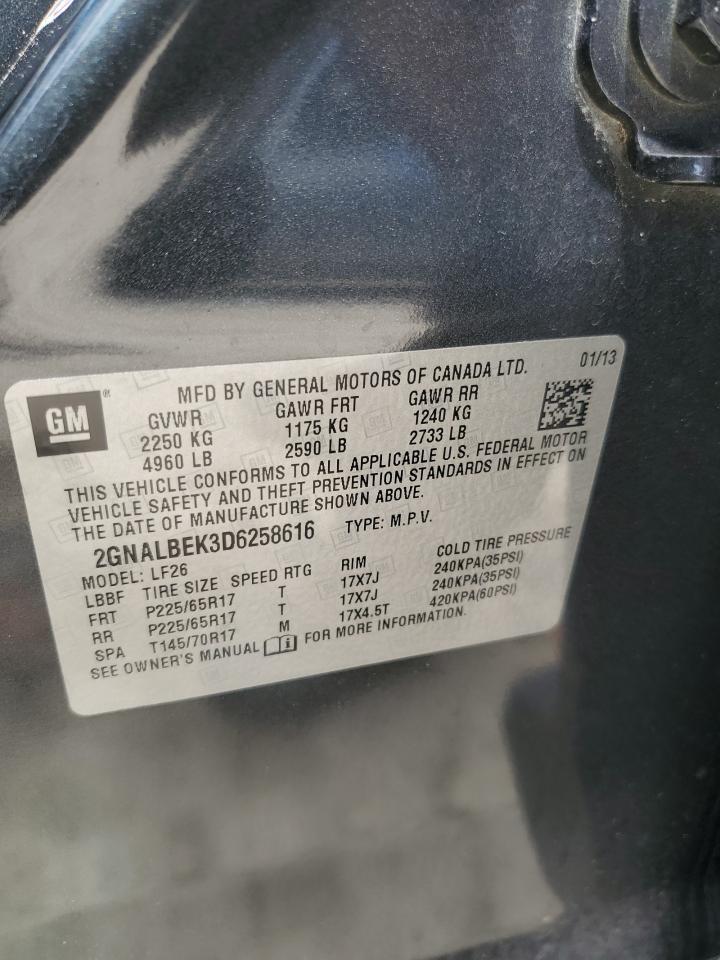 GM ®
MFD BY GENERAL MOTORS OF CANADA LTD. 01/13
GVWR GAWR FRT GAWR RR
2250 KG 1175 KG 1240 KG
4960 LB 2590 LB 2733 LB
THIS VEHICLE CONFORMS TO ALL APPLICABLE U.S. FEDERAL MOTOR
VEHICLE SAFETY AND THEFT PREVENTION STANDARDS IN EFFECT ON
THE DATE OF MANUFACTURE SHOWN ABOVE.
2GNALBEK3D6258616 TYPE: M.P.V.
MODEL: LF26
LBBF TIRE SIZE SPEED RTG RIM COLD TIRE PRESSURE
FRT P225/65R17 T 17X7J 240KPA(35PSI)
RR P225/65R17 T 17X7J 240KPA(35PSI)
SPA T145/70R17 M 17X4.5T 420KPA(60PSI)
SEE OWNER'S MANUAL FOR MORE INFORMATION.